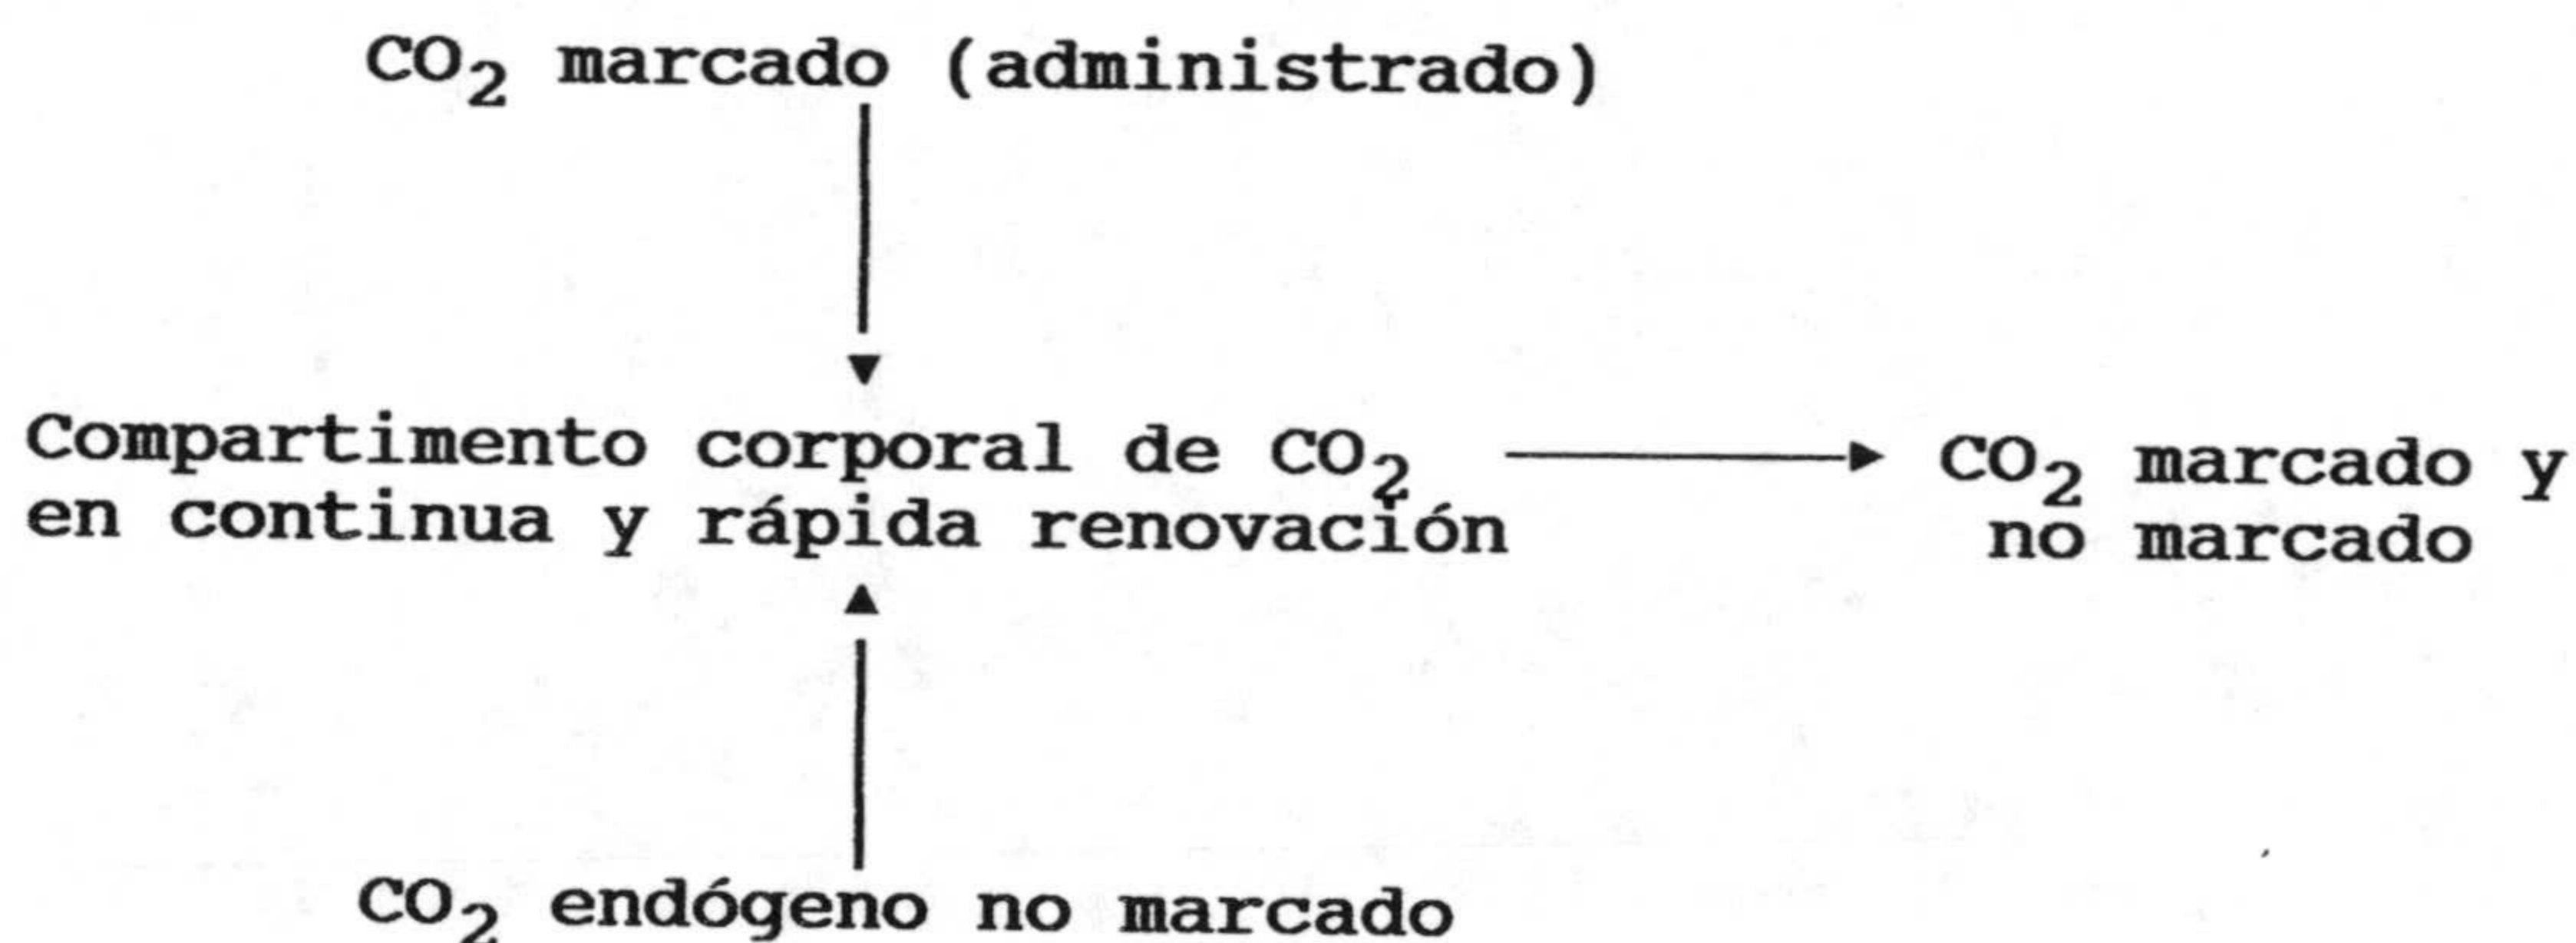 CO₂ marcado (administrado)
Compartimento corporal de CO₂
en continua y rápida renovación
CO₂ marcado y
no marcado
CO₂ endógeno no marcado